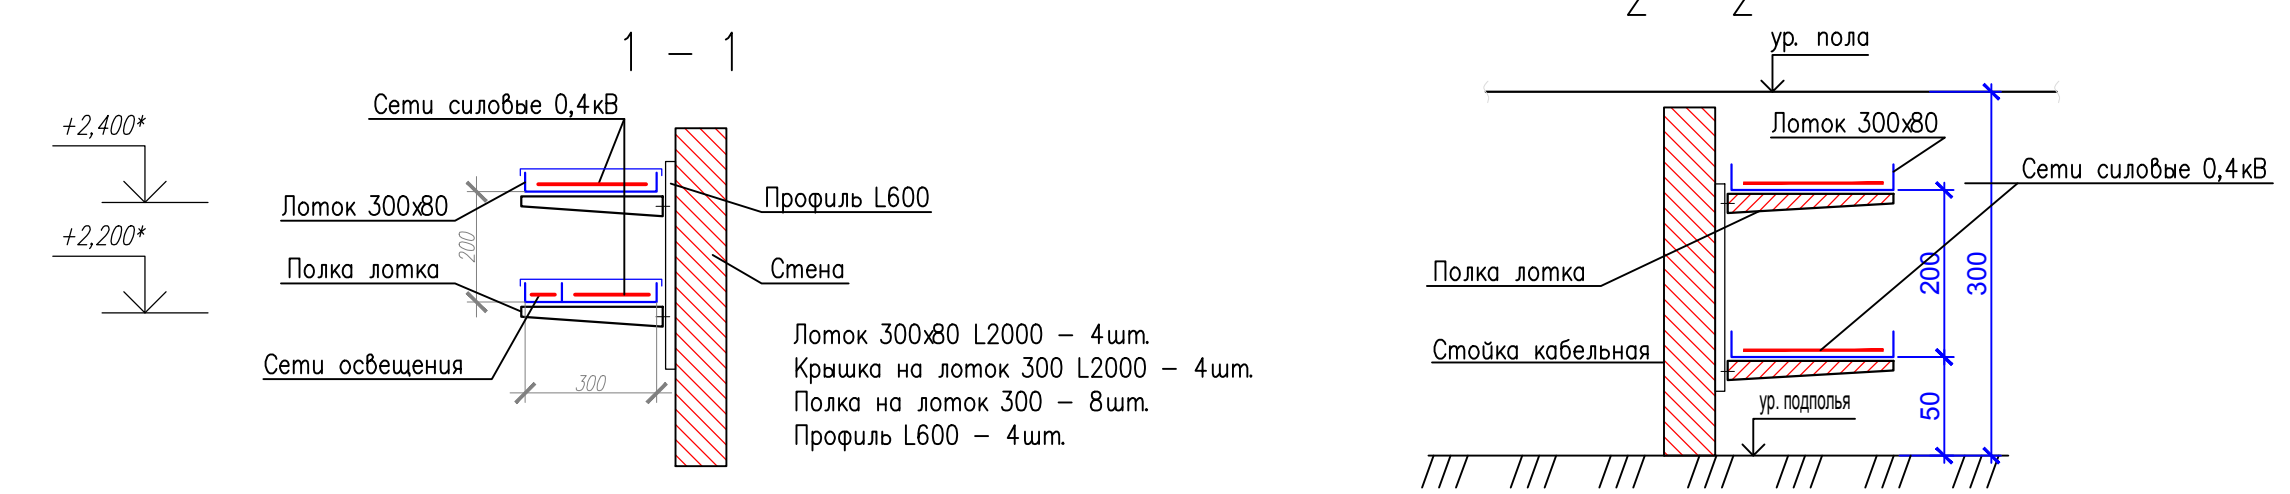 1 – 1
Сети силовые 0,4кВ
+2,400*
Лоток 300х80
Профиль L600
+2,200*
200
Полка лотка
Стена
Сети освещения
300
Лоток 300х80 L2000 – 4шт.
Крышка на лоток 300 L2000 – 4шт.
Полка на лоток 300 – 8шт.
Профиль L600 – 4шт.
ур. пола
Лоток 300х80
Сети силовые 0,4кВ
Полка лотка
200
300
Стойка кабельная
50
ур. подполья